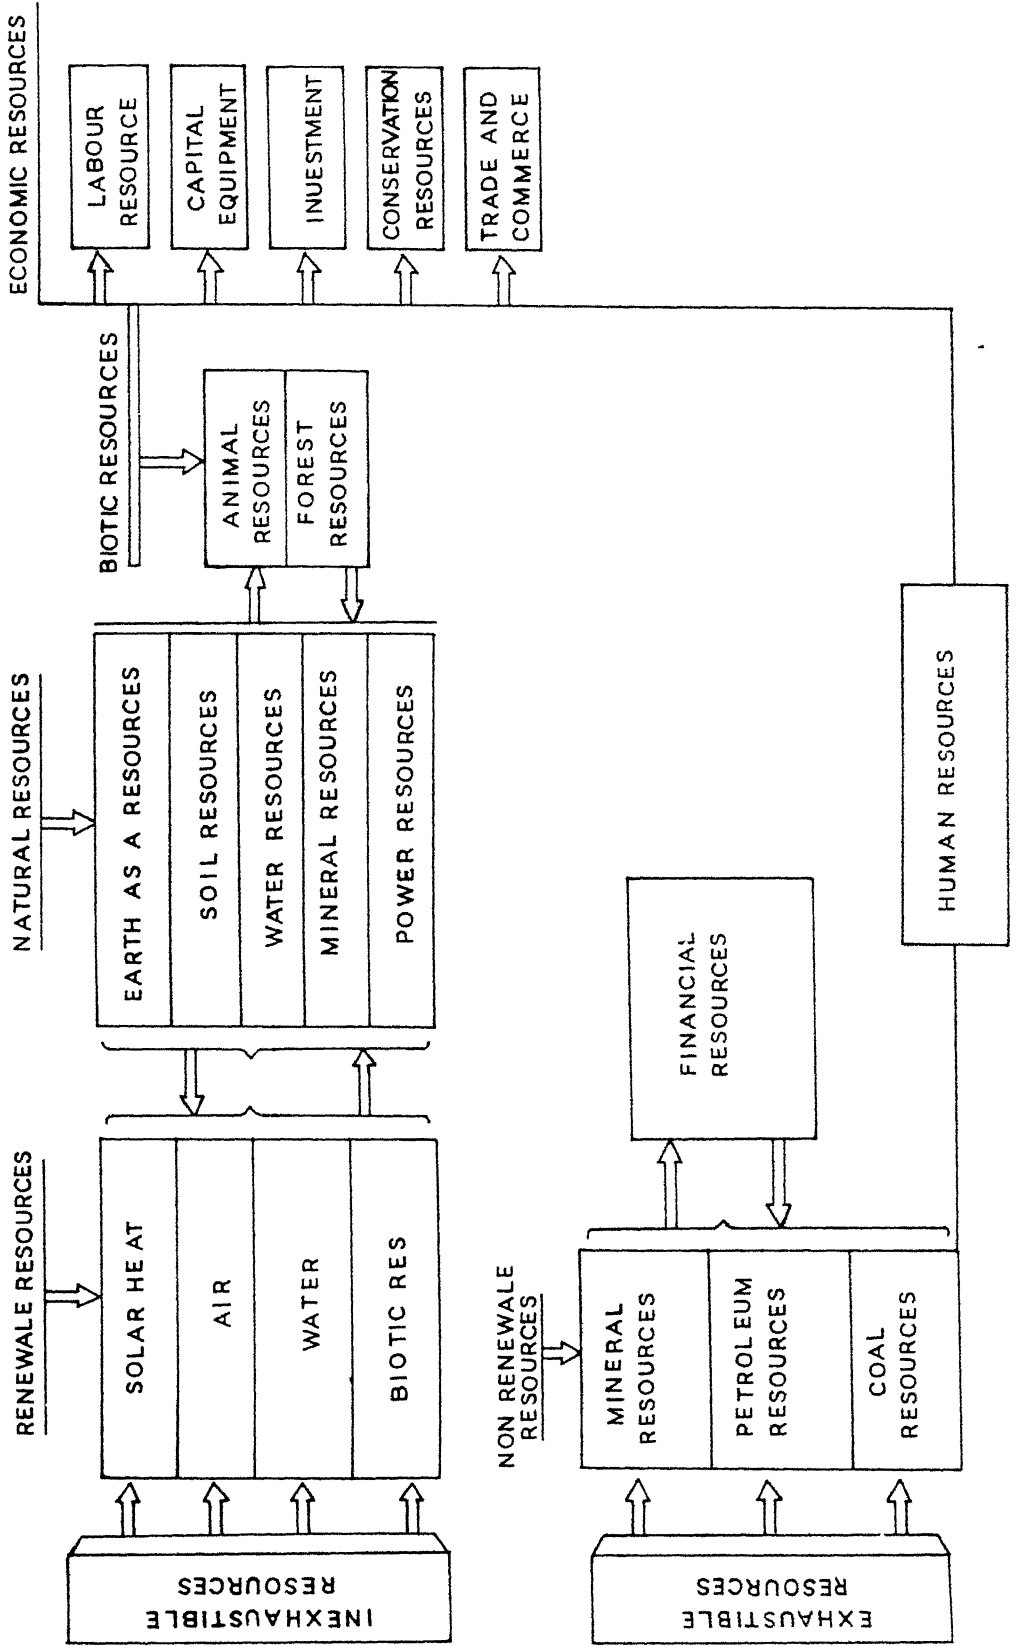 INEXHAUSTIBLE
RESOURCES
RENEWALE RESOURCES
SOLAR HEAT
AIR
WATER
BIOTIC RES
NATURAL RESOURCES
EARTH AS A RESOURCES
SOIL RESOURCES
WATER RESOURCES
MINERAL RESOURCES
POWER RESOURCES
BIOTIC RESOURCES
ANIMAL
RESOURCES
FOREST
RESOURCES
ECONOMIC RESOURCES
LABOUR
RESOURCE
CAPITAL
EQUIPMENT
INUESTMENT
CONSERVATION
RESOURCES
TRADE AND
COMMERCE
EXHAUSTIBLE
RESOURCES
NON RENEWALE
RESOURCES
MINERAL
RESOURCES
PETROLEUM
RESOURCES
COAL
RESOURCES
FINANCIAL
RESOURCES
HUMAN RESOURCES